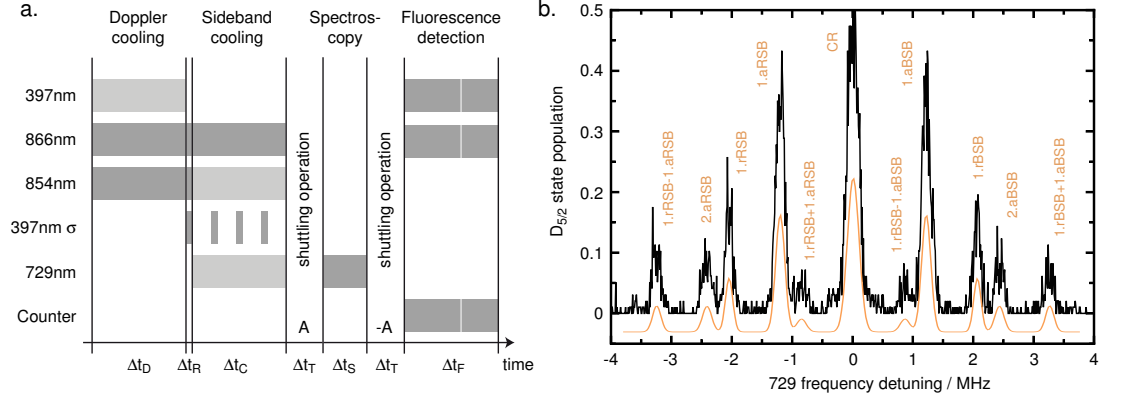 a.
Doppler
cooling
Sideband
cooling
Spectros-
copy
Fluorescence
detection
397nm
866nm
854nm
397nm σ
729nm
Counter
shuttling operation
A
shuttling operation
-A
Δt_D
Δt_R
Δt_C
Δt_T
Δt_S
Δt_T
Δt_F
time
b.
D_5/2 state population
0.5
0.4
0.3
0.2
0.1
0
1.rRSB-1.aRSB
2.aRSB
1.rRSB
1.aRSB
1.rRSB+1.aRSB
CR
1.rBSB-1.aBSB
1.aBSB
1.rBSB
2.aBSB
1.rBSB+1.aBSB
-4 -3 -2 -1 0 1 2 3 4
729 frequency detuning / MHz